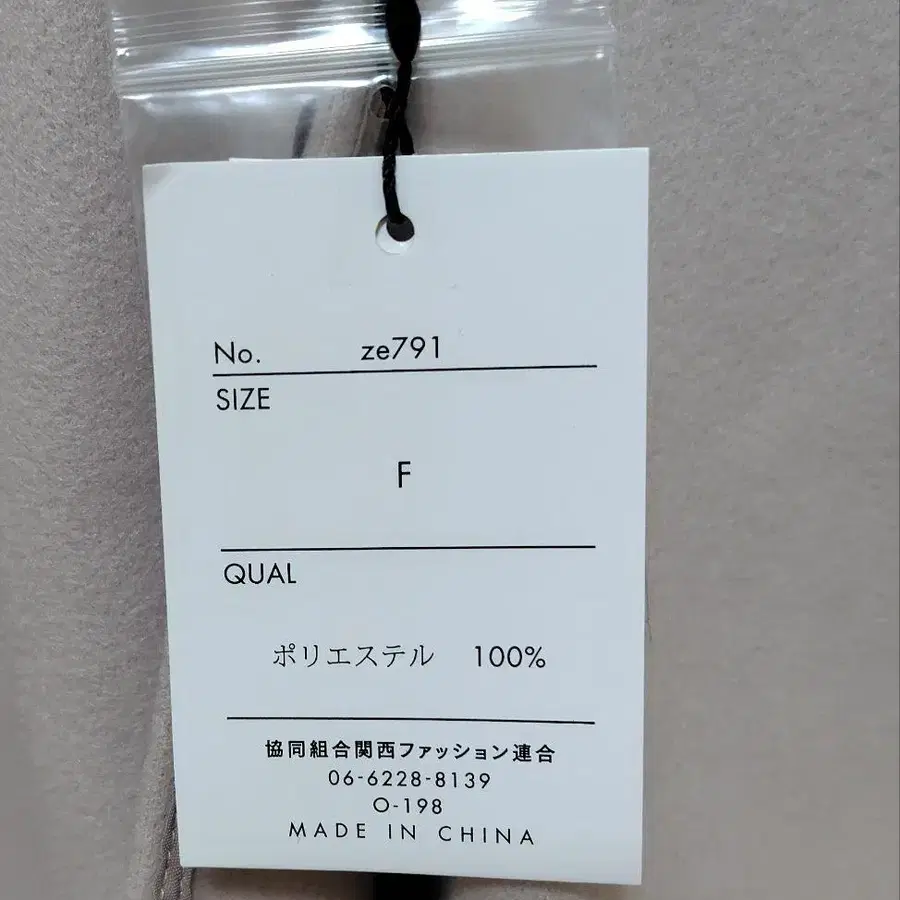 No. ze791
SIZE
F
QUAL
ポリエステル 100%
協同組合関西ファッション連合
06-6228-8139
O-198
MADE IN CHINA